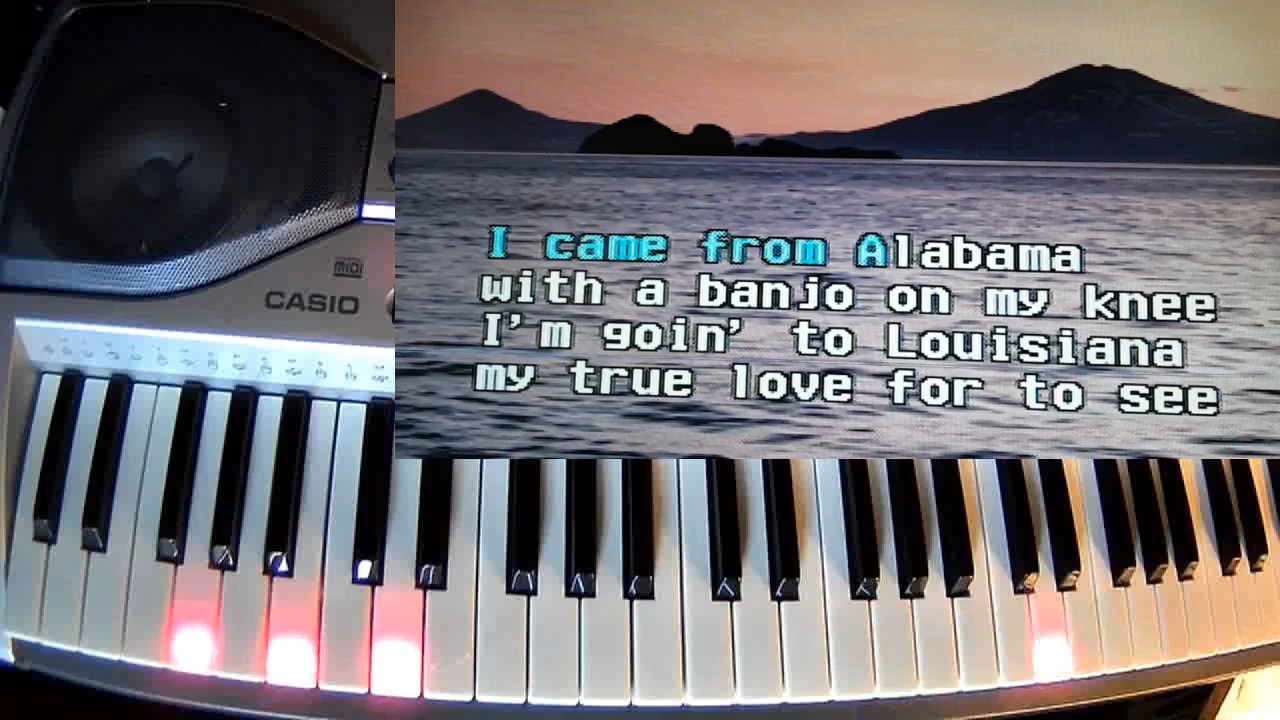 MIDI
CASIO
I came from Alabama
with a banjo on my knee
I'm goin' to Louisiana
my true love for to see